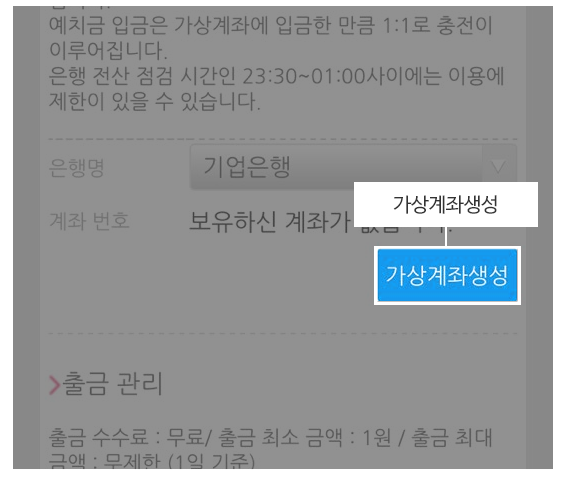 예치금 입금은 가상계좌에 입금한 만큼 1:1로 충전이
이루어집니다.
은행 전산 점검 시간인 23:30~01:00사이에는 이용에
제한이 있을 수 있습니다.
은행명 기업은행
가상계좌생성
계좌 번호 보유하신 계좌가
가상계좌생성
출금 관리
출금 수수료 : 무료/ 출금 최소 금액 : 1원 / 출금 최대
금액 : 무제한 (1일 기준)